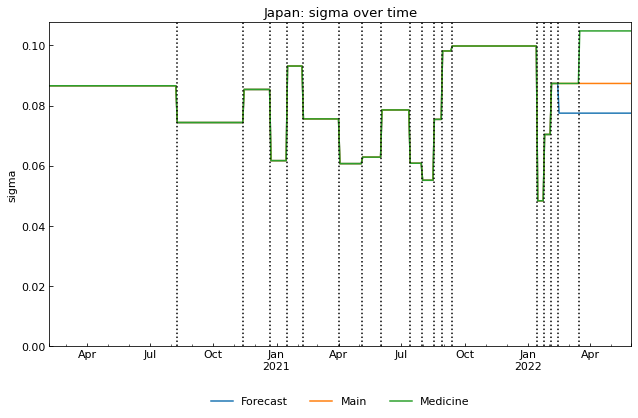 Japan: sigma over time
0.10
0.08
0.06
0.04
0.02
0.00
sigma
Apr Jul Oct Jan Apr Jul Oct Jan Apr
2021 2022
Forecast Main Medicine